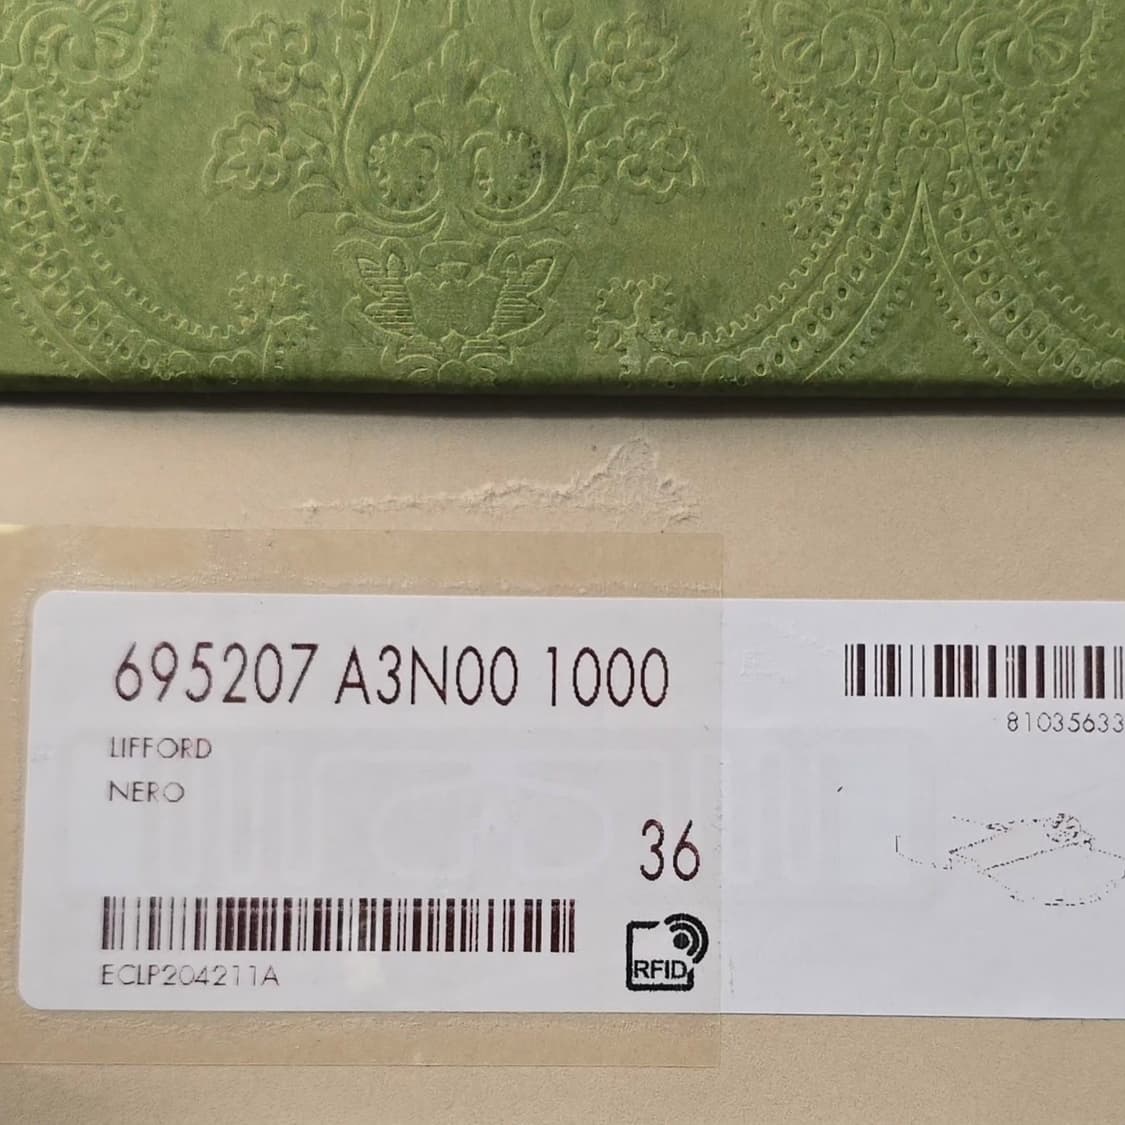 695207 A3N00 1000
LIFFORD
NERO
36
ECLP204211A
RFID
81035633